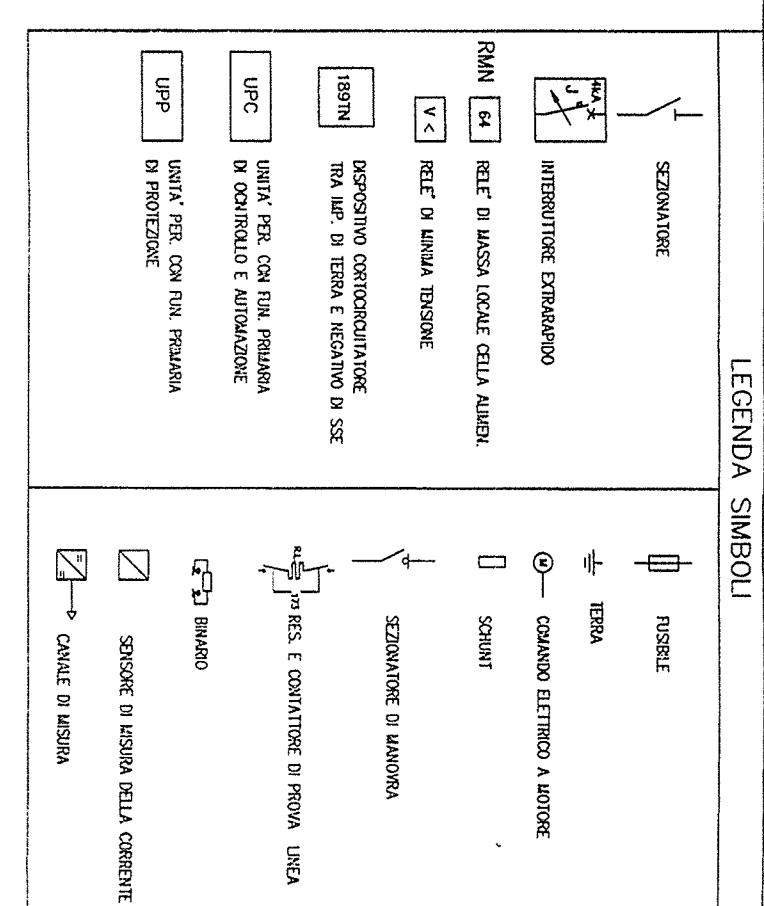 LEGENDA SIMBOLI
SEZIONATORE
4kA
J
d
INTERRUTTORE EXTRARAPIDO
RMN
64
RELE' DI MASSA LOCALE CELLA ALIMEN.
V <
RELE' DI MINIMA TENSIONE
189TN
DISPOSITIVO CORTOCIRCUITATORE
TRA IMP. DI TERRA E NEGATIVO DI SSE
UPC
UNITA' PER. CON FUN. PRIMARIA
DI OCNTROLLO E AUTOMAZIONE
UPP
UNITA' PER. CON FUN. PRIMARIA
DI PROTEZIONE
FUSIBILE
TERRA
M
COMANDO ELETTRICO A MOTORE
SCHUNT
SEZIONATORE DI MANOVRA
173
RES. E CONTATTORE DI PROVA LINEA
BINARIO
SENSORE DI MISURA DELLA CORRENTE
CANALE DI MISURA